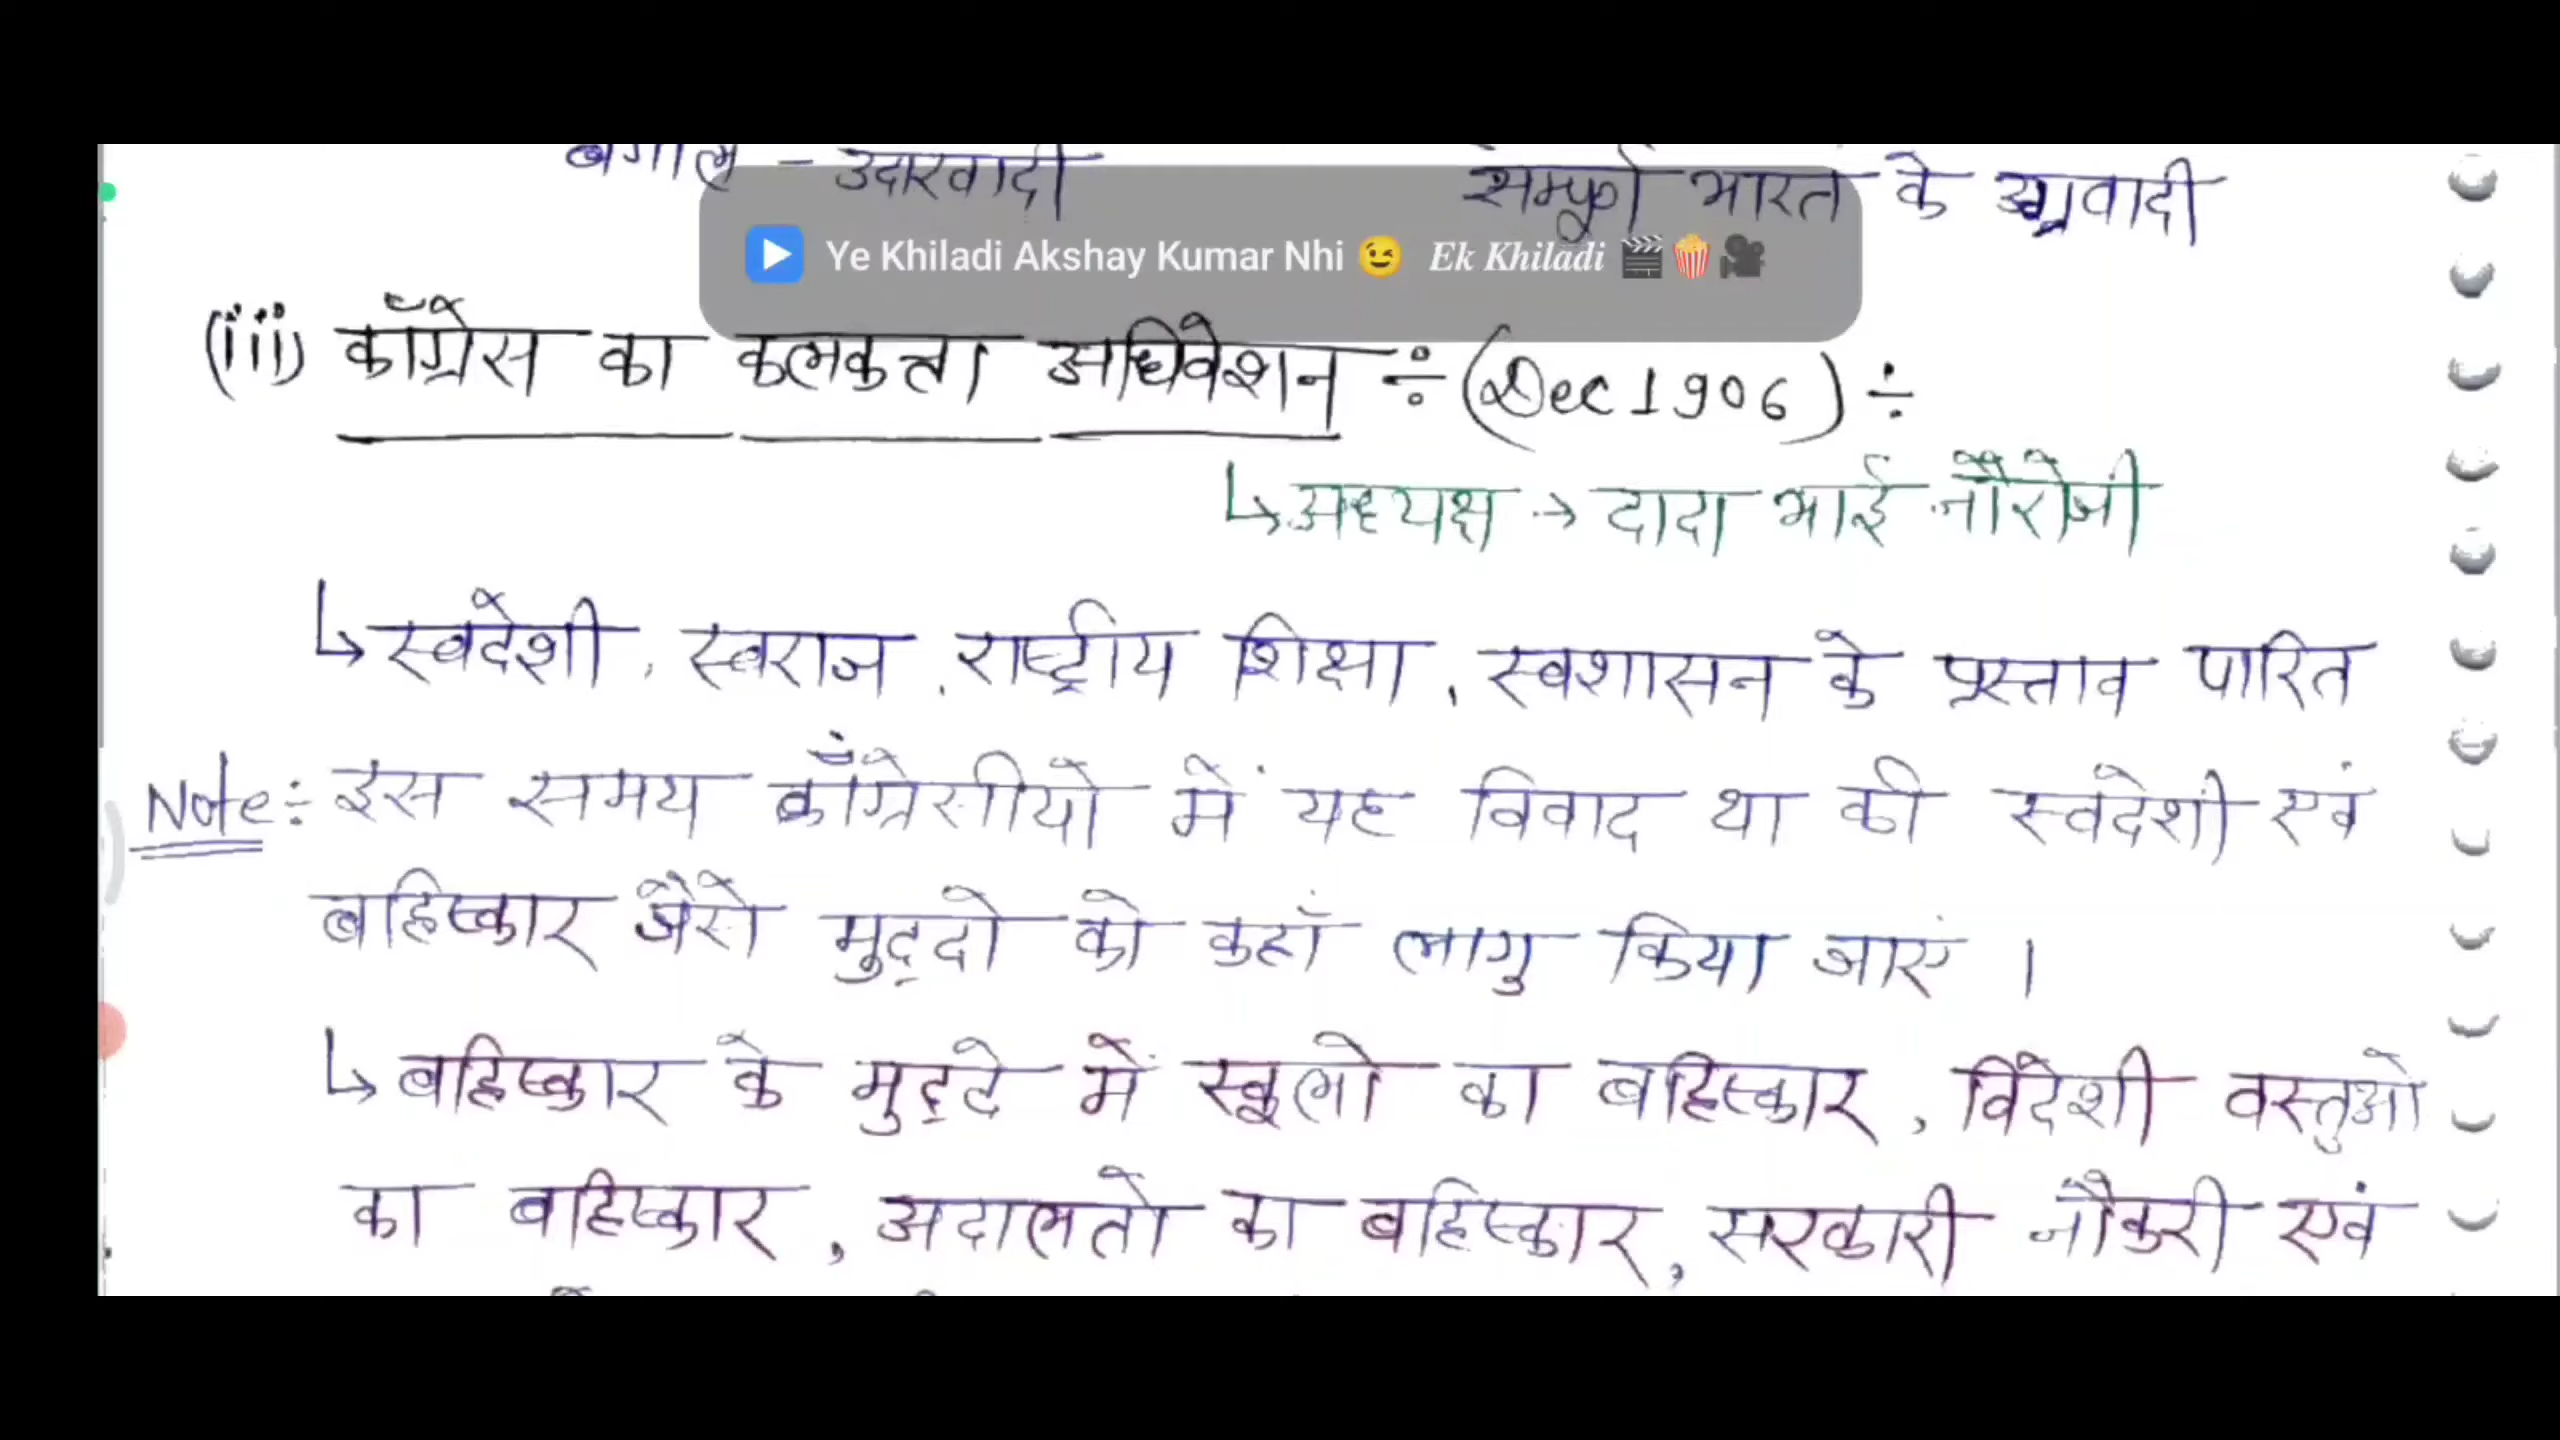 बंगाल - उदारवादी सम्पूर्ण भारत के उग्रवादी
▶ Ye Khiladi Akshay Kumar Nhi 😉 Ek Khiladi 🎬🍿🎥
(iii) काँग्रेस का कलकत्ता अधिवेशन ÷ (Dec 1906) ÷
↳ अध्यक्ष → दादा भाई नौरोजी
↳ स्वदेशी, स्वराज, राष्ट्रीय शिक्षा, स्वशासन के प्रस्ताव पारित
Note ÷ इस समय काँग्रेसीयो में यह विवाद था की स्वदेशी एवं
बहिष्कार जैसे मुद्दो को कहाँ लागु किया जाएं ।
↳ बहिष्कार के मुद्दे में स्कूलो का बहिष्कार, विदेशी वस्तुओ
का बहिष्कार, अदालतो का बहिष्कार, सरकारी नौकरी एवं